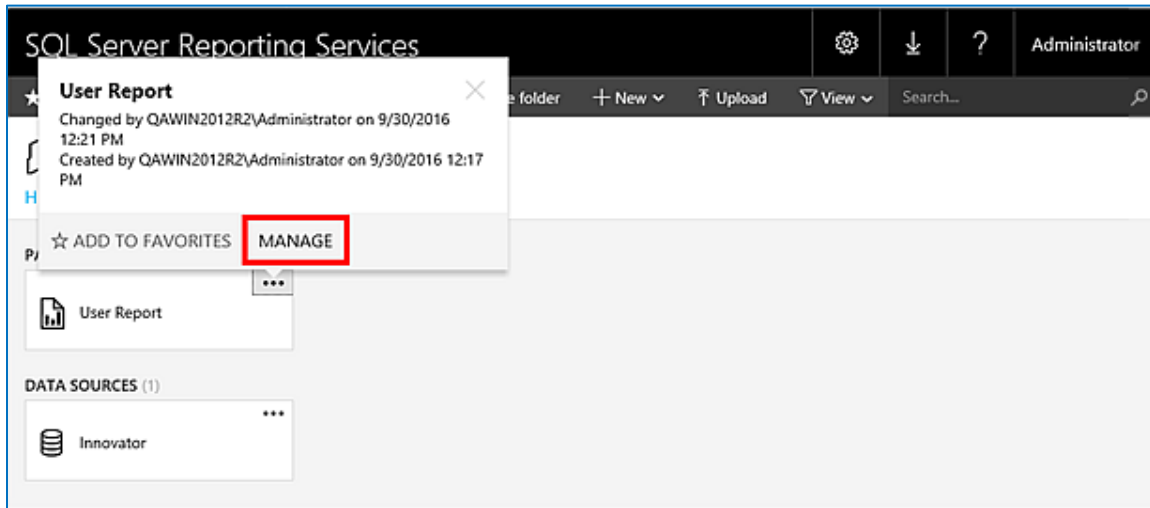 SQL Server Reporting Services
Administrator
User Report
Changed by QAWIN2012R2\Administrator on 9/30/2016
12:21 PM
Created by QAWIN2012R2\Administrator on 9/30/2016 12:17
PM
folder
New
Upload
View
Search...
ADD TO FAVORITES
MANAGE
User Report
DATA SOURCES (1)
Innovator